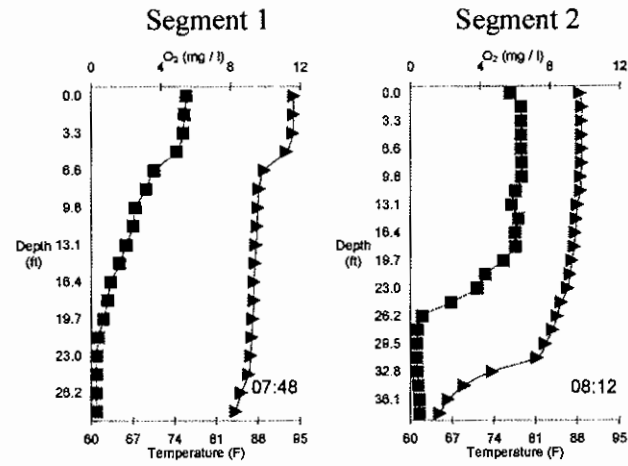 Segment 1
O₂ (mg / l)
0 4 8 12
0.0
3.3
6.6
9.8
Depth (ft)
13.1
16.4
19.7
23.0
26.2
07:48
60 67 74 81 88 95
Temperature (F)
Segment 2
O₂ (mg / l)
0 4 8 12
0.0
3.3
6.6
9.8
13.1
Depth (ft)
16.4
19.7
23.0
26.2
29.5
32.8
36.1
08:12
60 67 74 81 88 95
Temperature (F)